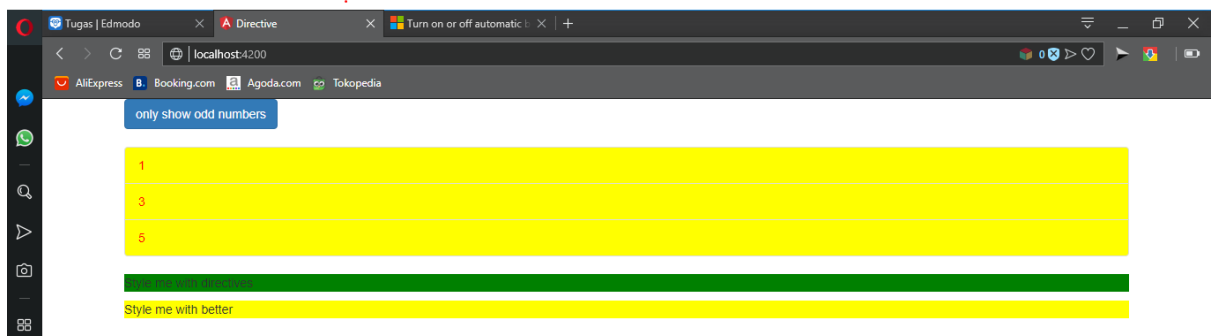 Tugas | Edmodo Directive Turn on or off automatic b
localhost:4200 0
AliExpress B. Booking.com a Agoda.com Tokopedia
only show odd numbers
1
3
5
Style me with directives
Style me with better